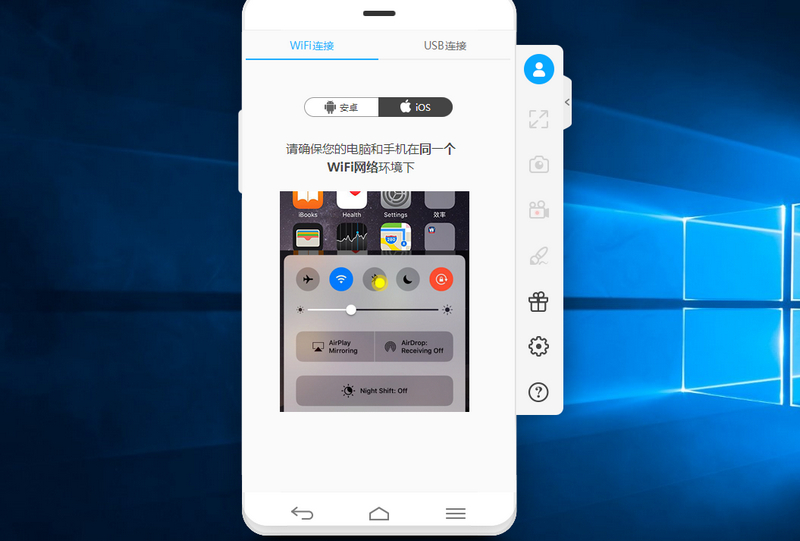 WiFi连接
USB连接
安卓
iOS
请确保您的电脑和手机在同一个
WiFi网络环境下
iBooks
Health
Settings
效率
AirPlay
Mirroring
AirDrop:
Receiving Off
Night Shift: Off